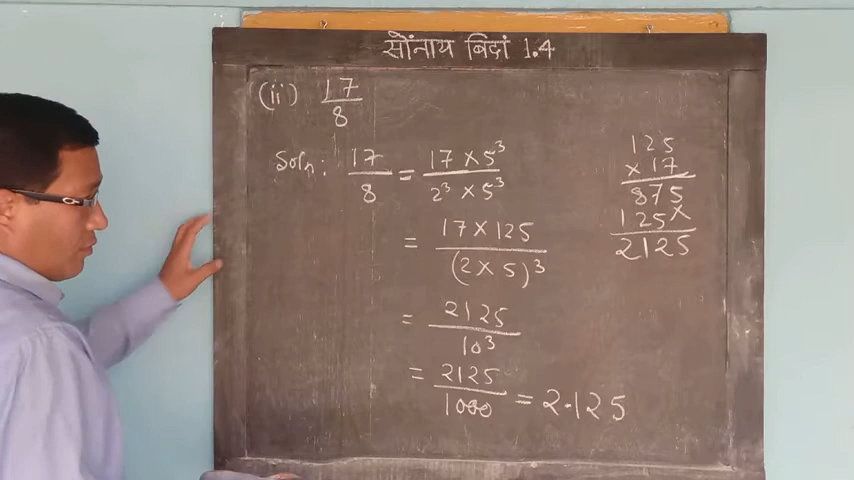 सोंनाय बिदां 1.4
(ii) 17/8
Soln: 17/8 = 17 × 5³ / 2³ × 5³
= 17 × 125 / (2 × 5)³
= 2125 / 10³
= 2125 / 1000 = 2.125
125
× 17
875
125×
2125